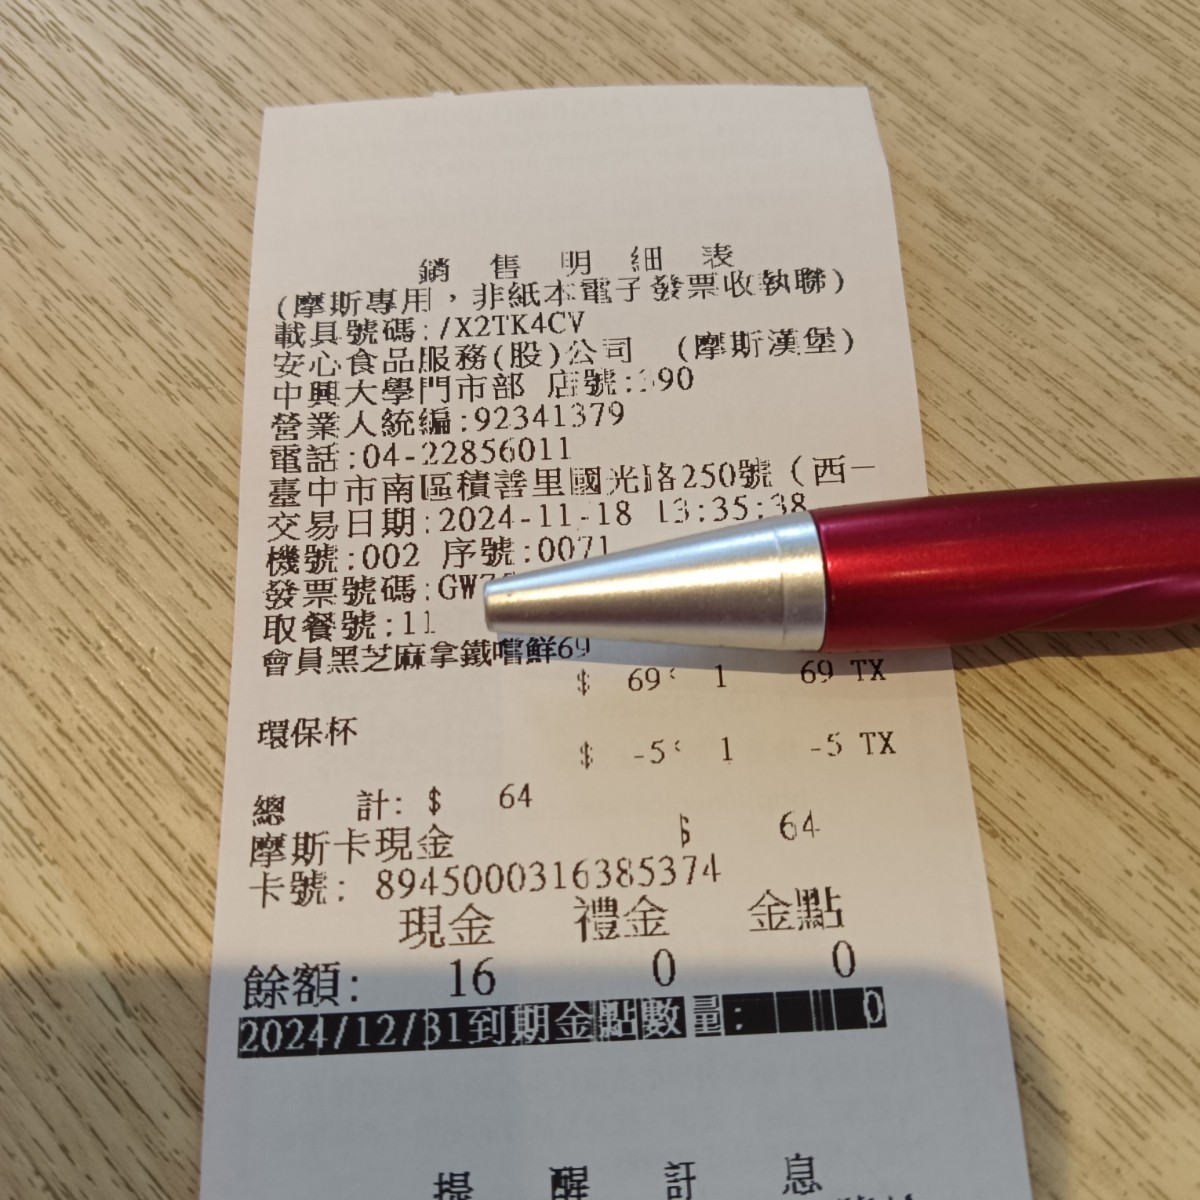 銷售明細表
(摩斯專用，非紙本電子發票收執聯)
載具號碼:/X2TK4CV
安心食品服務(股)公司 (摩斯漢堡)
中興大學門市部 店號:390
營業人統編:92341379
電話:04-22856011
臺中市南區積善里國光路250號(西一
交易日期:2024-11-18 13:35:38
機號:002 序號:0071
發票號碼:GW
取餐號:11
會員黑芝麻拿鐵嚐鮮69
$ 69 1 69 TX
環保杯
$ -5 1 -5 TX
總 計: $ 64
摩斯卡現金 $ 64
卡號: 8945000316385374
現金 禮金 金點
餘額: 16 0 0
2024/12/31到期金點數量: 0
提醒訊息